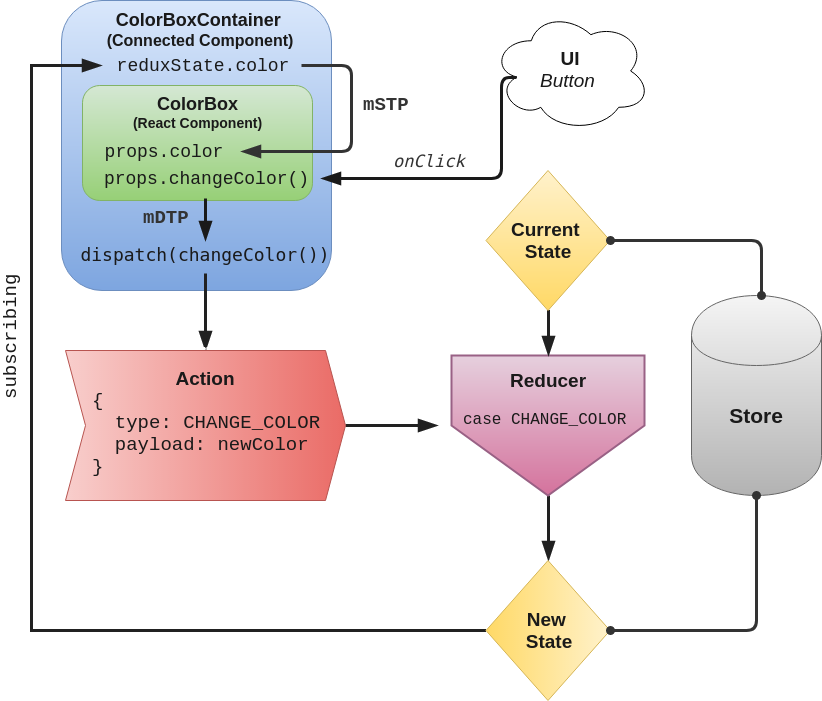 ColorBoxContainer
(Connected Component)
reduxState.color
ColorBox
(React Component)
props.color
props.changeColor()
mSTP
mDTP
dispatch(changeColor())
UI
Button
onClick
subscribing
Current
State
Action
{
type: CHANGE_COLOR
payload: newColor
}
Reducer
case CHANGE_COLOR
Store
New
State